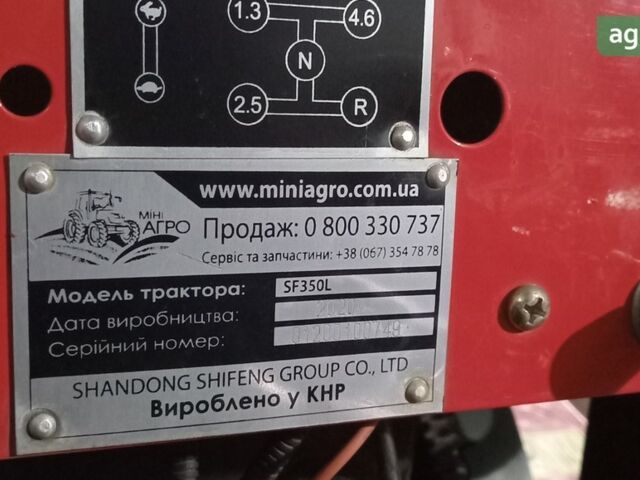 ag
1.3
4.6
N
2.5
R
www.miniagro.com.ua
МІНІ
АГРО
Продаж: 0 800 330 737
Сервіс та запчастини: +38 (067) 354 78 78
Модель трактора: SF350L
Дата виробництва: 2020
Серійний номер: 01200100749
SHANDONG SHIFENG GROUP CO., LTD
Вироблено у КНР